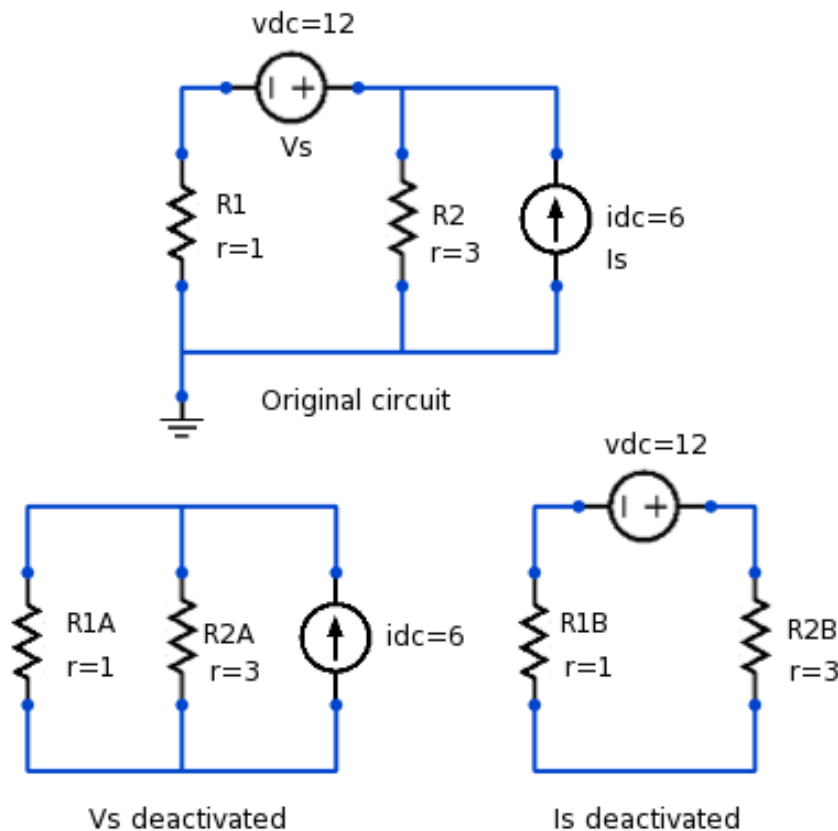 vdc=12
Vs
R1
r=1
R2
r=3
idc=6
Is
Original circuit
vdc=12
R1A
r=1
R2A
r=3
idc=6
R1B
r=1
R2B
r=3
Vs deactivated
Is deactivated